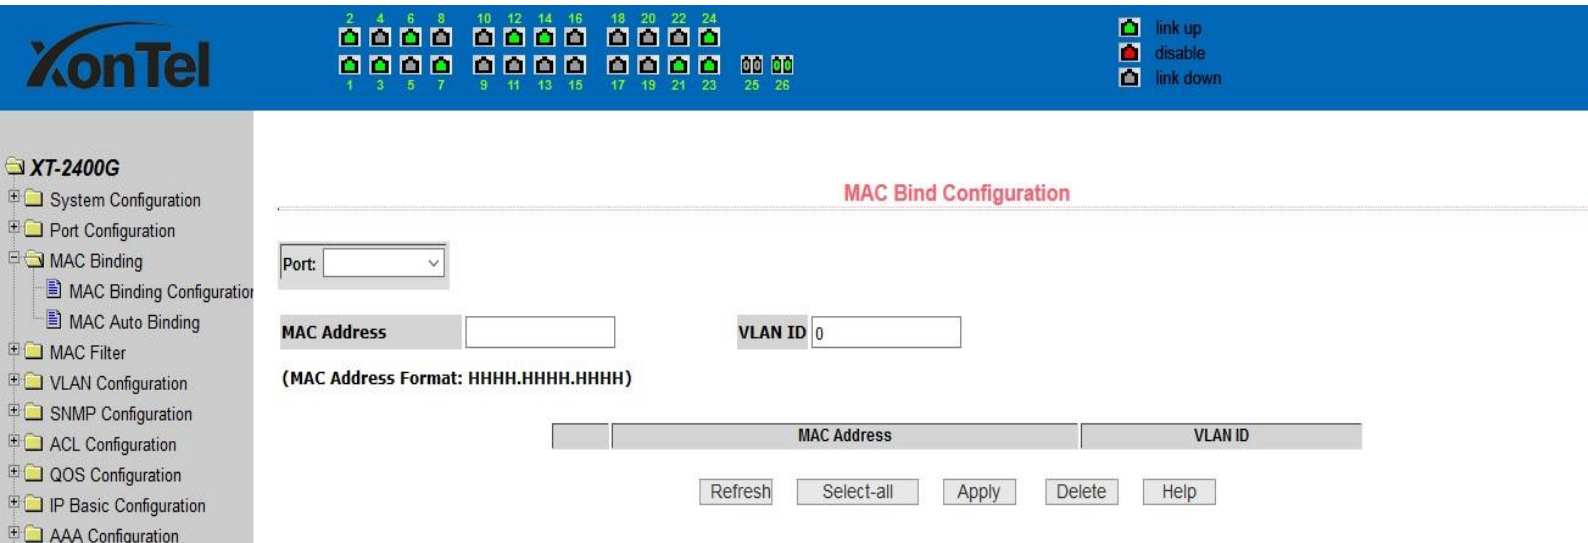 2 4 6 8 10 12 14 16 18 20 22 24
link up
XonTel
disable
link down
1 3 5 7 9 11 13 15 17 19 21 23 25 26
XT-2400G
System Configuration
Port Configuration
MAC Binding
MAC Binding Configuration
MAC Auto Binding
MAC Filter
VLAN Configuration
SNMP Configuration
ACL Configuration
QOS Configuration
IP Basic Configuration
AAA Configuration
MAC Bind Configuration
Port:
MAC Address VLAN ID 0
(MAC Address Format: HHHH.HHHH.HHHH)
MAC Address VLAN ID
Refresh Select-all Apply Delete Help